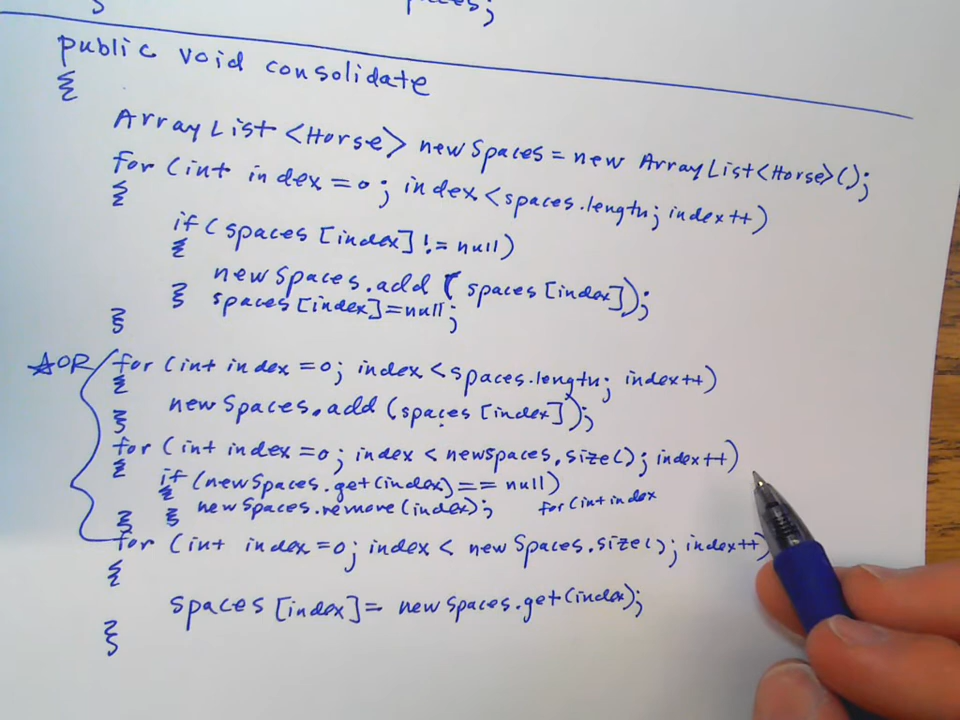 paces;
}
public void consolidate
{
ArrayList <Horse> newSpaces = new ArrayList<Horse>();
for (int index = 0; index < spaces.length; index++)
{
if (spaces [index] != null)
{
newSpaces.add (spaces [index]);
} spaces [index] = null;
}
☆OR for (int index = 0; index < spaces.length; index++)
{
newSpaces.add (spaces [index]);
}
for (int index = 0; index < newSpaces.size(); index++)
{
if (newSpaces.get(index) == null)
{
newSpaces.remove (index); for (int index
} }
for (int index = 0; index < newSpaces.size(); index++)
{
spaces [index] = newSpaces.get(index);
}